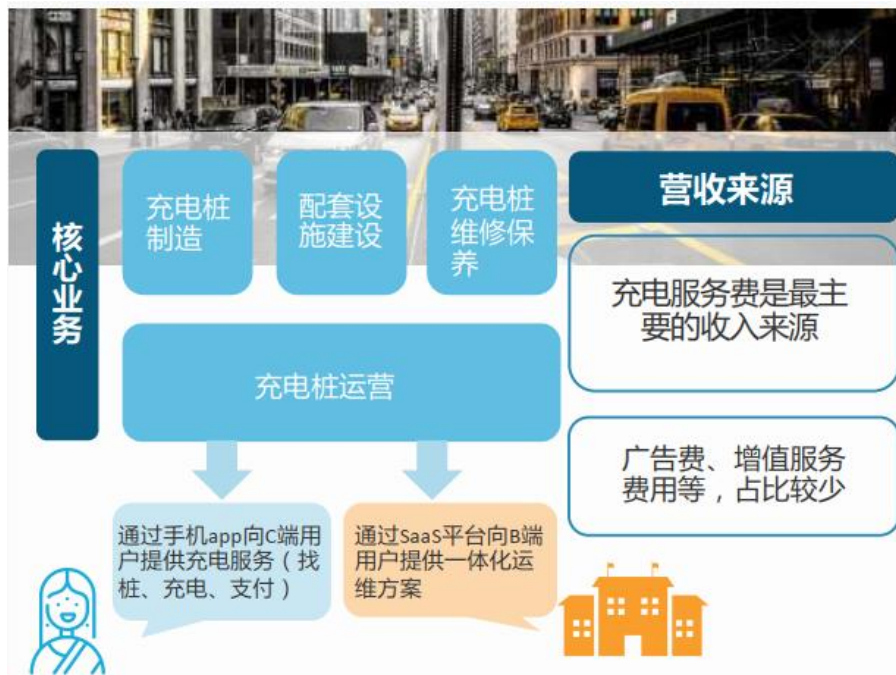 核心业务
充电桩
制造
配套设
施建设
充电桩
维修保
养
充电桩运营
通过手机app向C端用
户提供充电服务（找
桩、充电、支付）
通过SaaS平台向B端
用户提供一体化运
维方案
营收来源
充电服务费是最主
要的收入来源
广告费、增值服务
费用等，占比较少